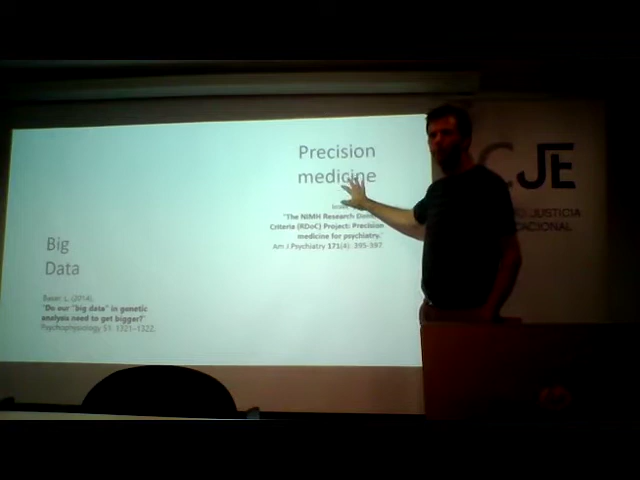 Precision
medicine
"The NIMH Research
Criteria (RDoC) Project: Precision
medicine for psychiatry."
Am J Psychiatry 171(4): 395-397
Big
Data
Baser, L. (2014).
"Do our "big data" in genetic
analysis need to get bigger?"
Psychophysiology 51: 1321–1322.
CJE
JUSTICIA
ACIONAL